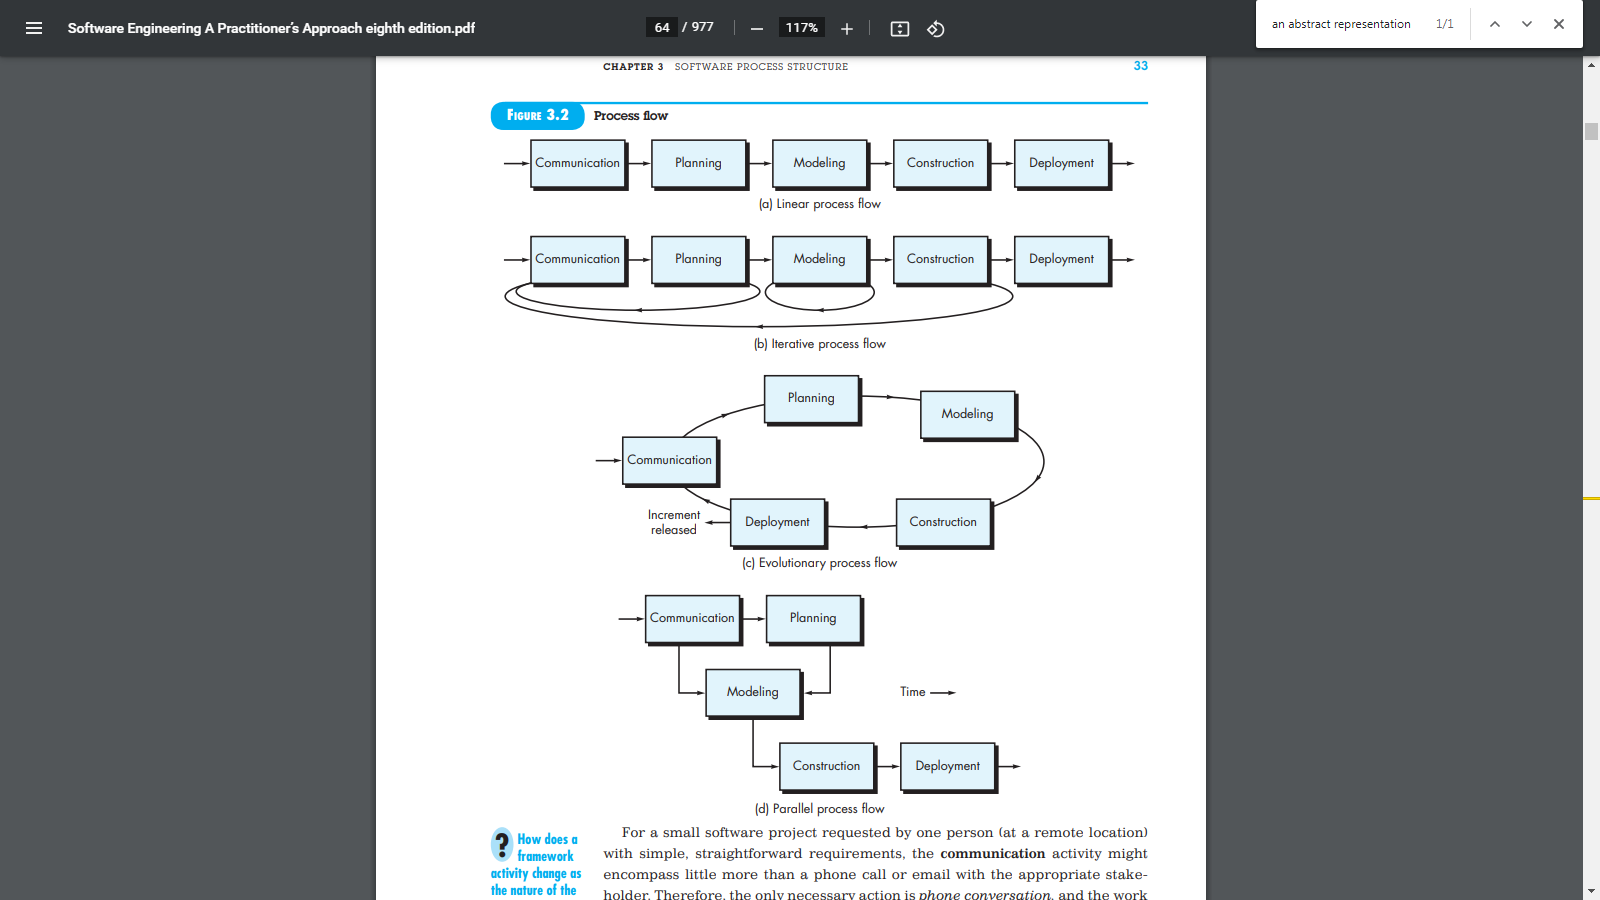 Software Engineering A Practitioner's Approach eighth edition.pdf
64 / 977
117%
an abstract representation 1/1
CHAPTER 3 SOFTWARE PROCESS STRUCTURE 33
FIGURE 3.2 Process flow
Communication Planning Modeling Construction Deployment
(a) Linear process flow
Communication Planning Modeling Construction Deployment
(b) Iterative process flow
Planning
Modeling
Communication
Increment
released
Deployment
Construction
(c) Evolutionary process flow
Communication Planning
Modeling
Time
Construction Deployment
(d) Parallel process flow
? How does a
framework
activity change as
the nature of the
For a small software project requested by one person (at a remote location)
with simple, straightforward requirements, the communication activity might
encompass little more than a phone call or email with the appropriate stake-
holder. Therefore, the only necessary action is phone conversation, and the work